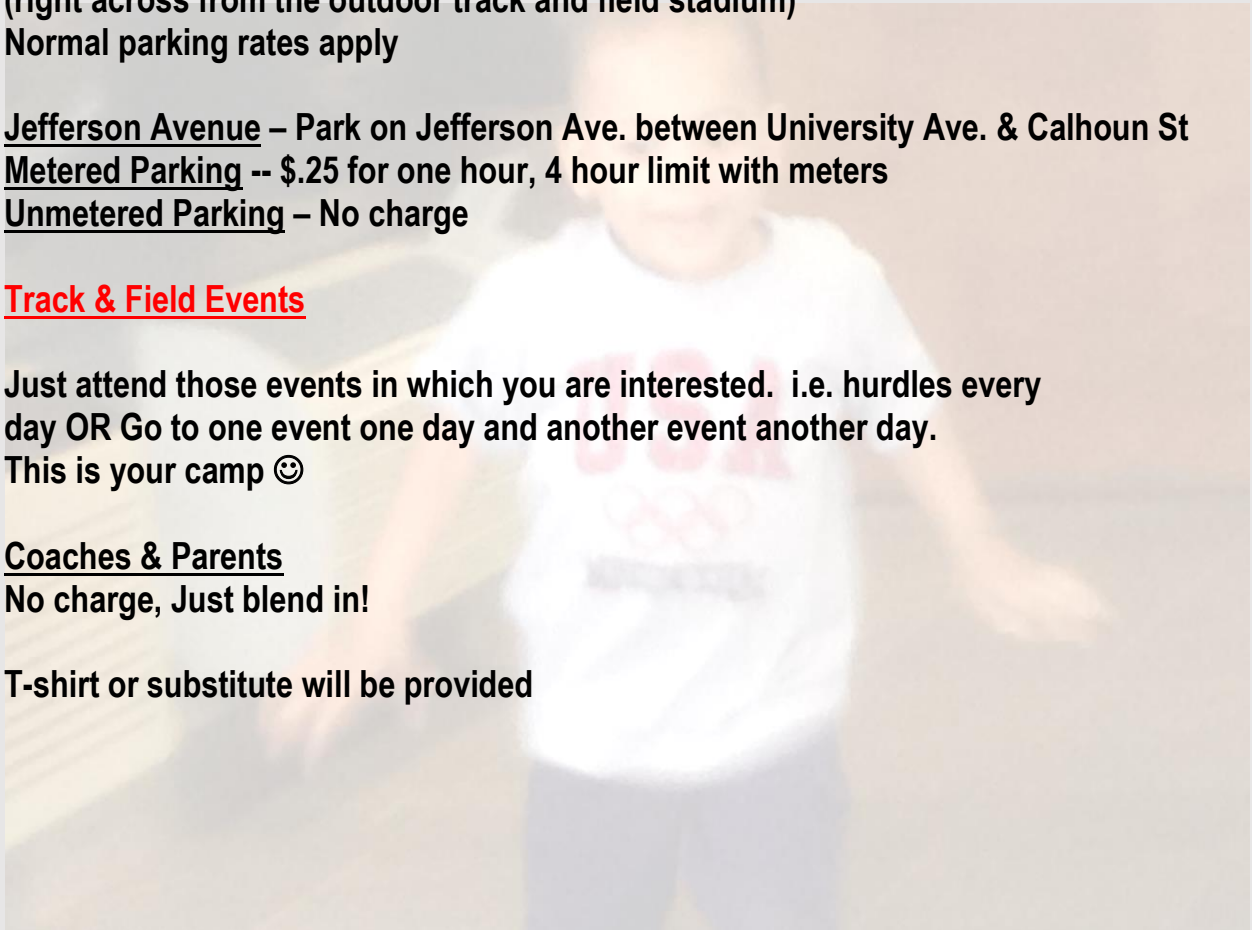 (right across from the outdoor track and field stadium)
Normal parking rates apply
Jefferson Avenue – Park on Jefferson Ave. between University Ave. & Calhoun St
Metered Parking -- $.25 for one hour, 4 hour limit with meters
Unmetered Parking – No charge
Track & Field Events
Just attend those events in which you are interested.  i.e. hurdles every
day OR Go to one event one day and another event another day.
This is your camp ☺
Coaches & Parents
No charge, Just blend in!
T-shirt or substitute will be provided
USA